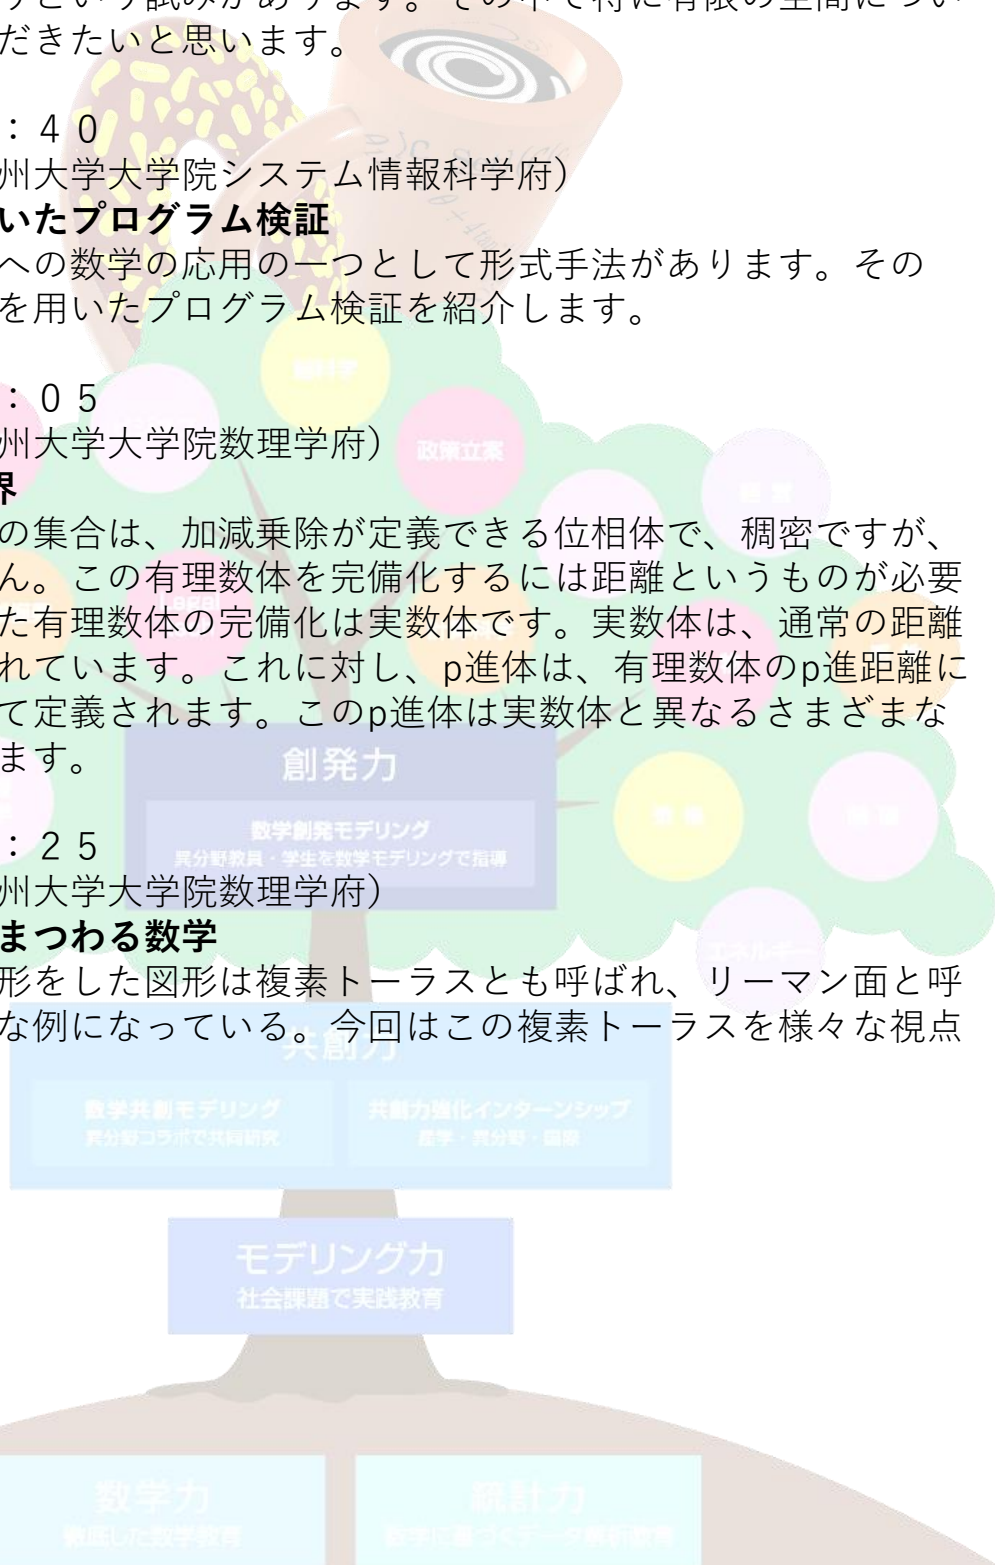 うという試みがあります。その中で特に有限の空間につい
だきたいと思います。
：４０
州大学大学院システム情報科学府)
いたプログラム検証
への数学の応用の一つとして形式手法があります。その
を用いたプログラム検証を紹介します。
：０５
州大学大学院数理学府)
界
の集合は、加減乗除が定義できる位相体で、稠密ですが、
ん。この有理数体を完備化するには距離というものが必要
た有理数体の完備化は実数体です。実数体は、通常の距離
れています。これに対し、p進体は、有理数体のp進距離に
て定義されます。このp進体は実数体と異なるさまざまな
ます。
：２５
州大学大学院数理学府)
まつわる数学
形をした図形は複素トーラスとも呼ばれ、リーマン面と呼
な例になっている。今回はこの複素トーラスを様々な視点
政策立案
創発力
数学創発モデリング
異分野教員・学生を数学モデリングで指導
エネルギー
共創力
数学共創モデリング
異分野コラボで共同研究
共創力強化インターンシップ
産学・異分野・国際
モデリング力
社会課題で実践教育
数学力
徹底した数学教育
統計力